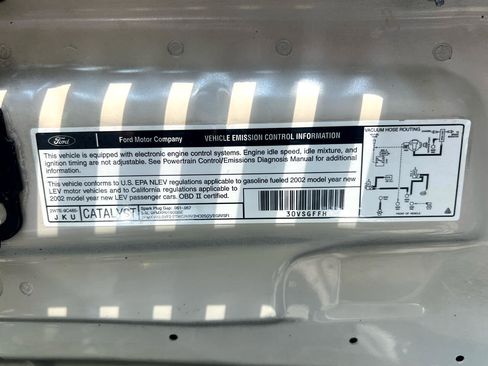 Ford
Ford Motor Company
VEHICLE EMISSION CONTROL INFORMATION
VACUUM HOSE ROUTING
This vehicle is equipped with electronic engine control systems. Engine idle speed, idle mixture, and
ignition timing are not adjustable. See Powertrain Control/Emissions Diagnosis Manual for additional
information.
This vehicle conforms to U.S. EPA NLEV regulations applicable to gasoline fueled 2002 model year new
LEV motor vehicles and to California regulations applicable to
2002 model year new LEV passenger cars. OBD II certified.
JKU
CATALYST
Spark Plug Gap: .051-.057
30VSGFFH